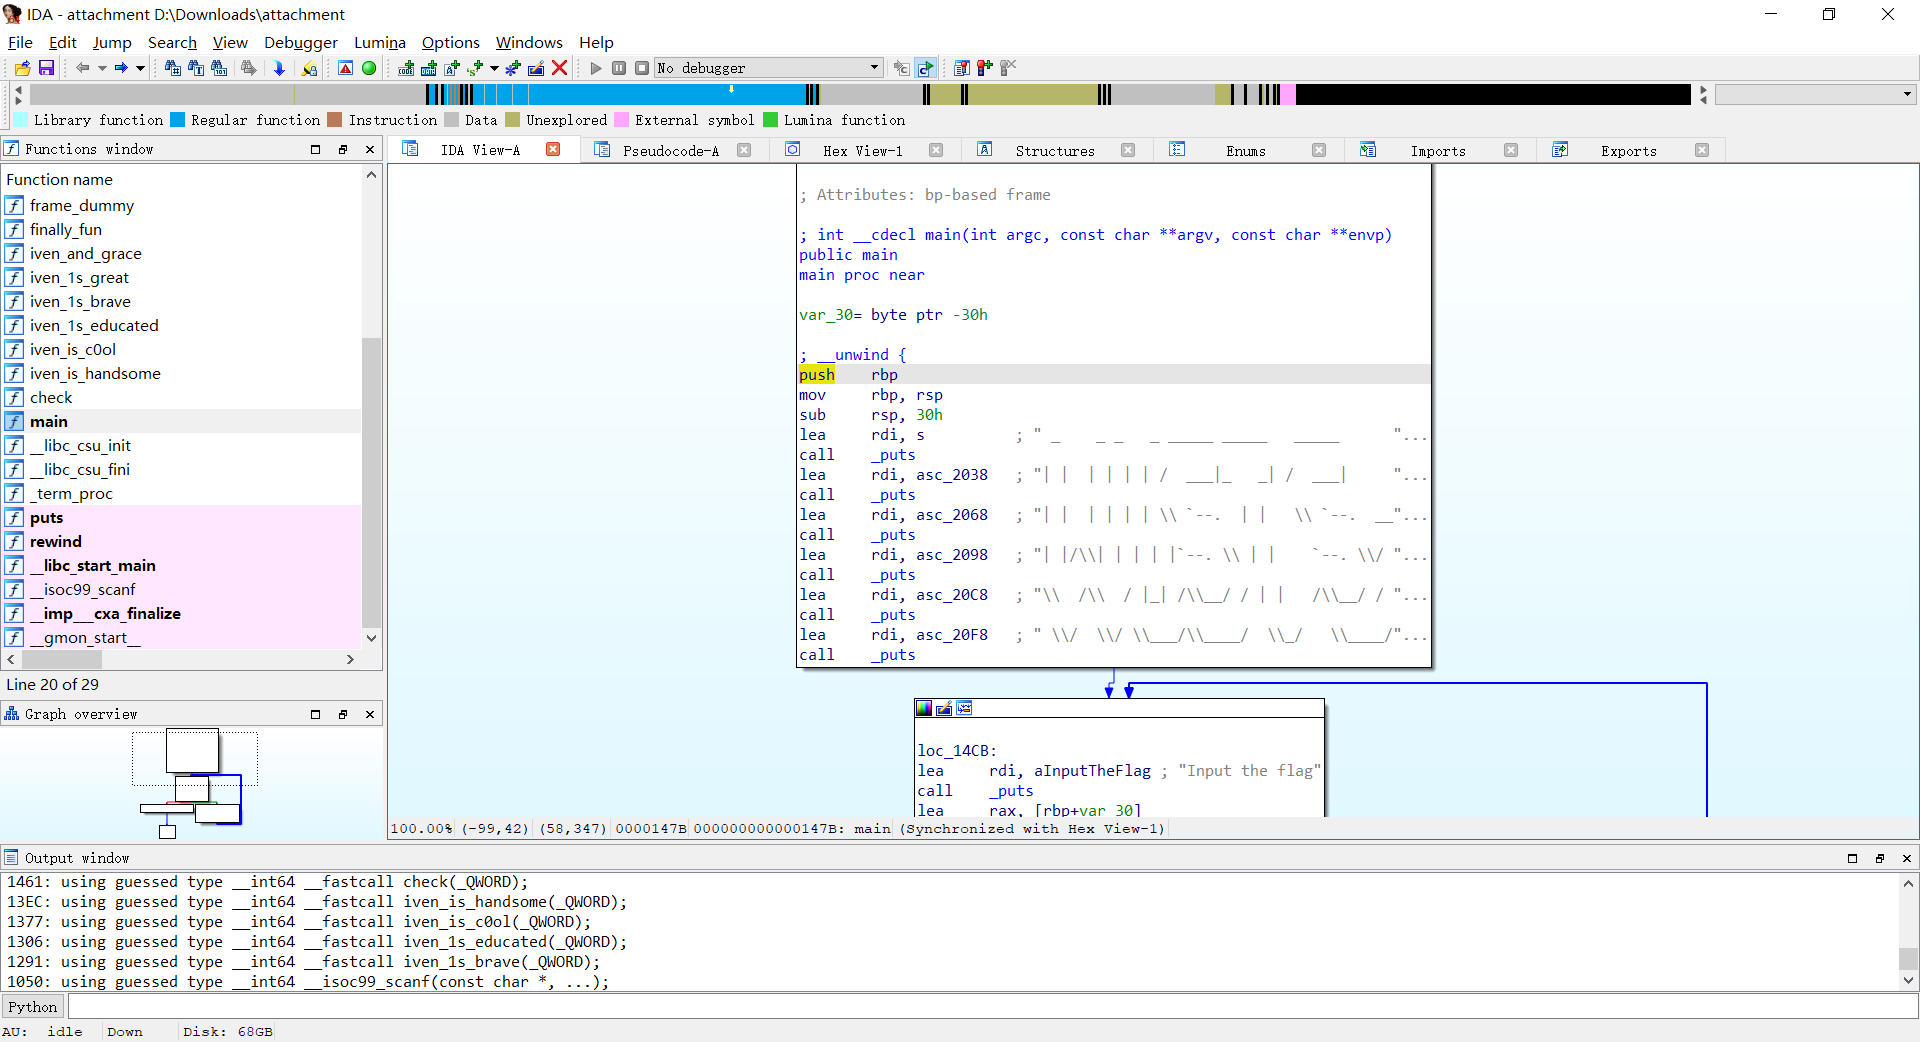 IDA - attachment D:\Downloads\attachment
File Edit Jump Search View Debugger Lumina Options Windows Help
No debugger
Library function Regular function Instruction Data Unexplored External symbol Lumina function
Functions window
IDA View-A Pseudocode-A Hex View-1 Structures Enums Imports Exports
Function name
frame_dummy
finally_fun
iven_and_grace
iven_1s_great
iven_1s_brave
iven_1s_educated
iven_is_c0ol
iven_is_handsome
check
main
__libc_csu_init
__libc_csu_fini
_term_proc
puts
rewind
__libc_start_main
__isoc99_scanf
__imp___cxa_finalize
__gmon_start__
Line 20 of 29
Graph overview
; Attributes: bp-based frame
; int __cdecl main(int argc, const char **argv, const char **envp)
public main
main proc near
var_30= byte ptr -30h
; __unwind {
push rbp
mov rbp, rsp
sub rsp, 30h
lea rdi, s ; " _    _ _   _ _____ _____   _____      "...
call _puts
lea rdi, asc_2038 ; "| |  | | | | /  ___|_   _| /  ___|     "...
call _puts
lea rdi, asc_2068 ; "| |  | | | | \\ `--.  | |   \\ `--.  __"...
call _puts
lea rdi, asc_2098 ; "| |/\\| | | | |`--. \\ | |    `--. \\/ "...
call _puts
lea rdi, asc_20C8 ; "\\  /\\  / |_| /\\__/ / | |   /\\__/ / "...
call _puts
lea rdi, asc_20F8 ; " \\/  \\/ \\___/\\____/  \\_/   \\____/"...
call _puts
loc_14CB:
lea rdi, aInputTheFlag ; "Input the flag"
call _puts
lea rax, [rbp+var_30]
100.00% (-99,42) (58,347) 0000147B 000000000000147B: main (Synchronized with Hex View-1)
Output window
1461: using guessed type __int64 __fastcall check(_QWORD);
13EC: using guessed type __int64 __fastcall iven_is_handsome(_QWORD);
1377: using guessed type __int64 __fastcall iven_is_c0ol(_QWORD);
1306: using guessed type __int64 __fastcall iven_1s_educated(_QWORD);
1291: using guessed type __int64 __fastcall iven_1s_brave(_QWORD);
1050: using guessed type __int64 __isoc99_scanf(const char *, ...);
Python
AU: idle Down Disk: 68GB